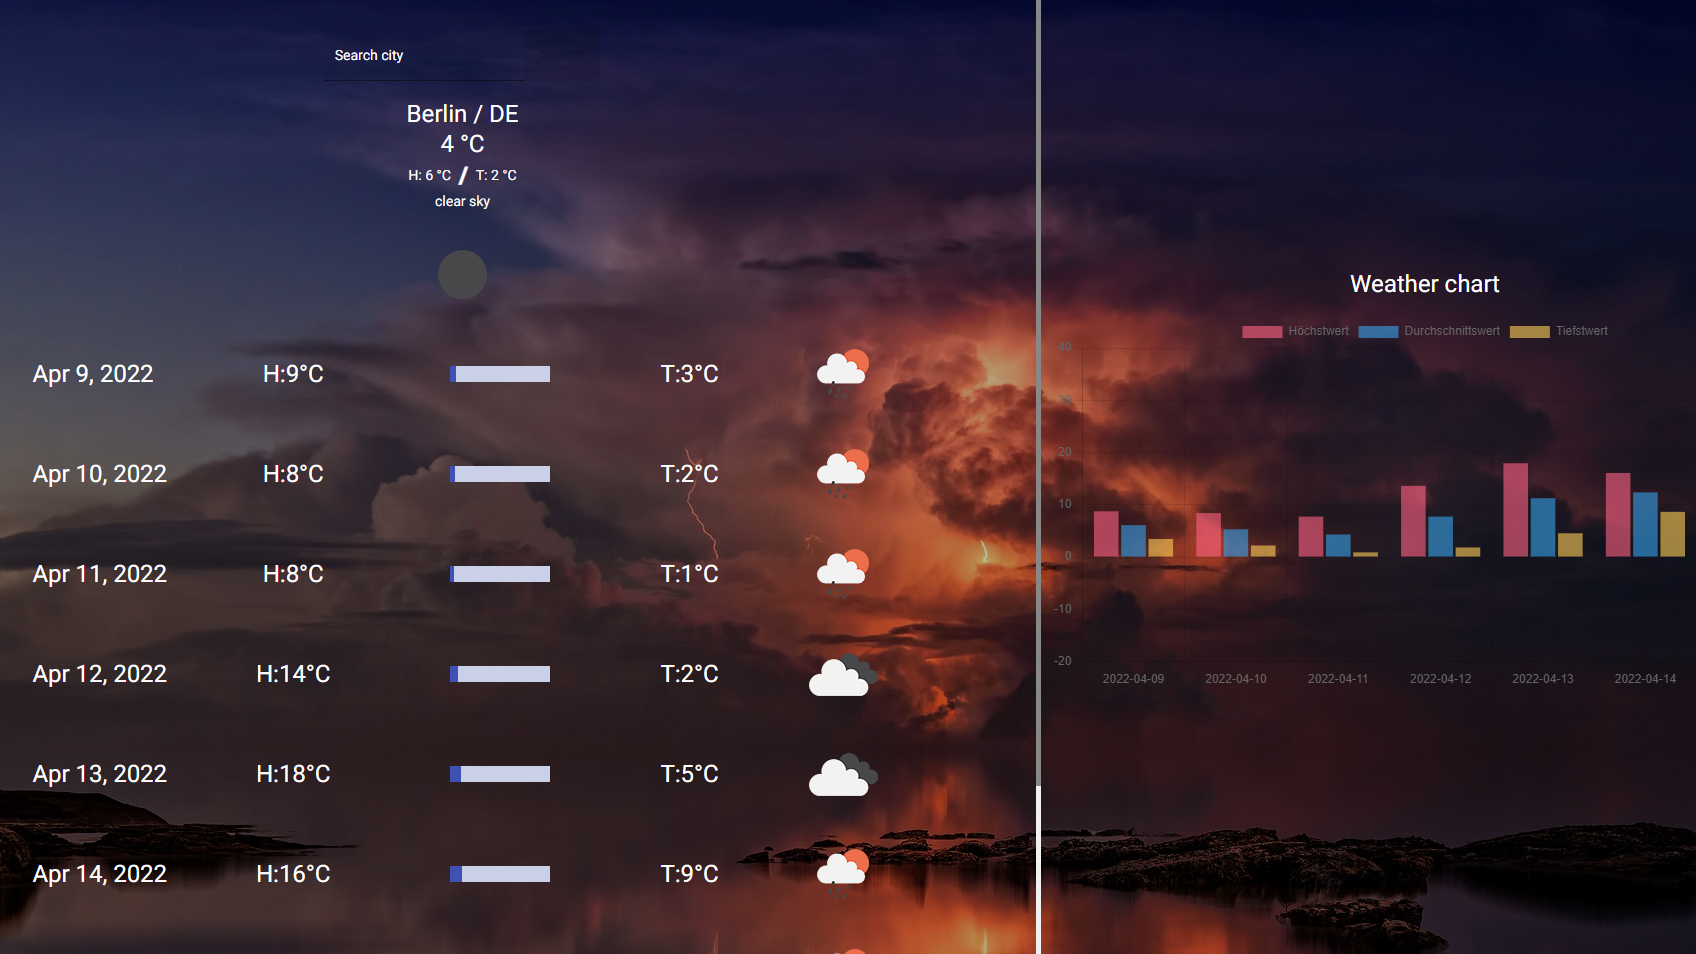 Search city
Search
Berlin / DE
4 °C
H: 6 °C / T: 2 °C
clear sky
Apr 9, 2022 H:9°C T:3°C
Apr 10, 2022 H:8°C T:2°C
Apr 11, 2022 H:8°C T:1°C
Apr 12, 2022 H:14°C T:2°C
Apr 13, 2022 H:18°C T:5°C
Apr 14, 2022 H:16°C T:9°C
Weather chart
Höchstwert Durchschnittswert Tiefstwert
40
30
20
10
0
-10
-20
2022-04-09 2022-04-10 2022-04-11 2022-04-12 2022-04-13 2022-04-14